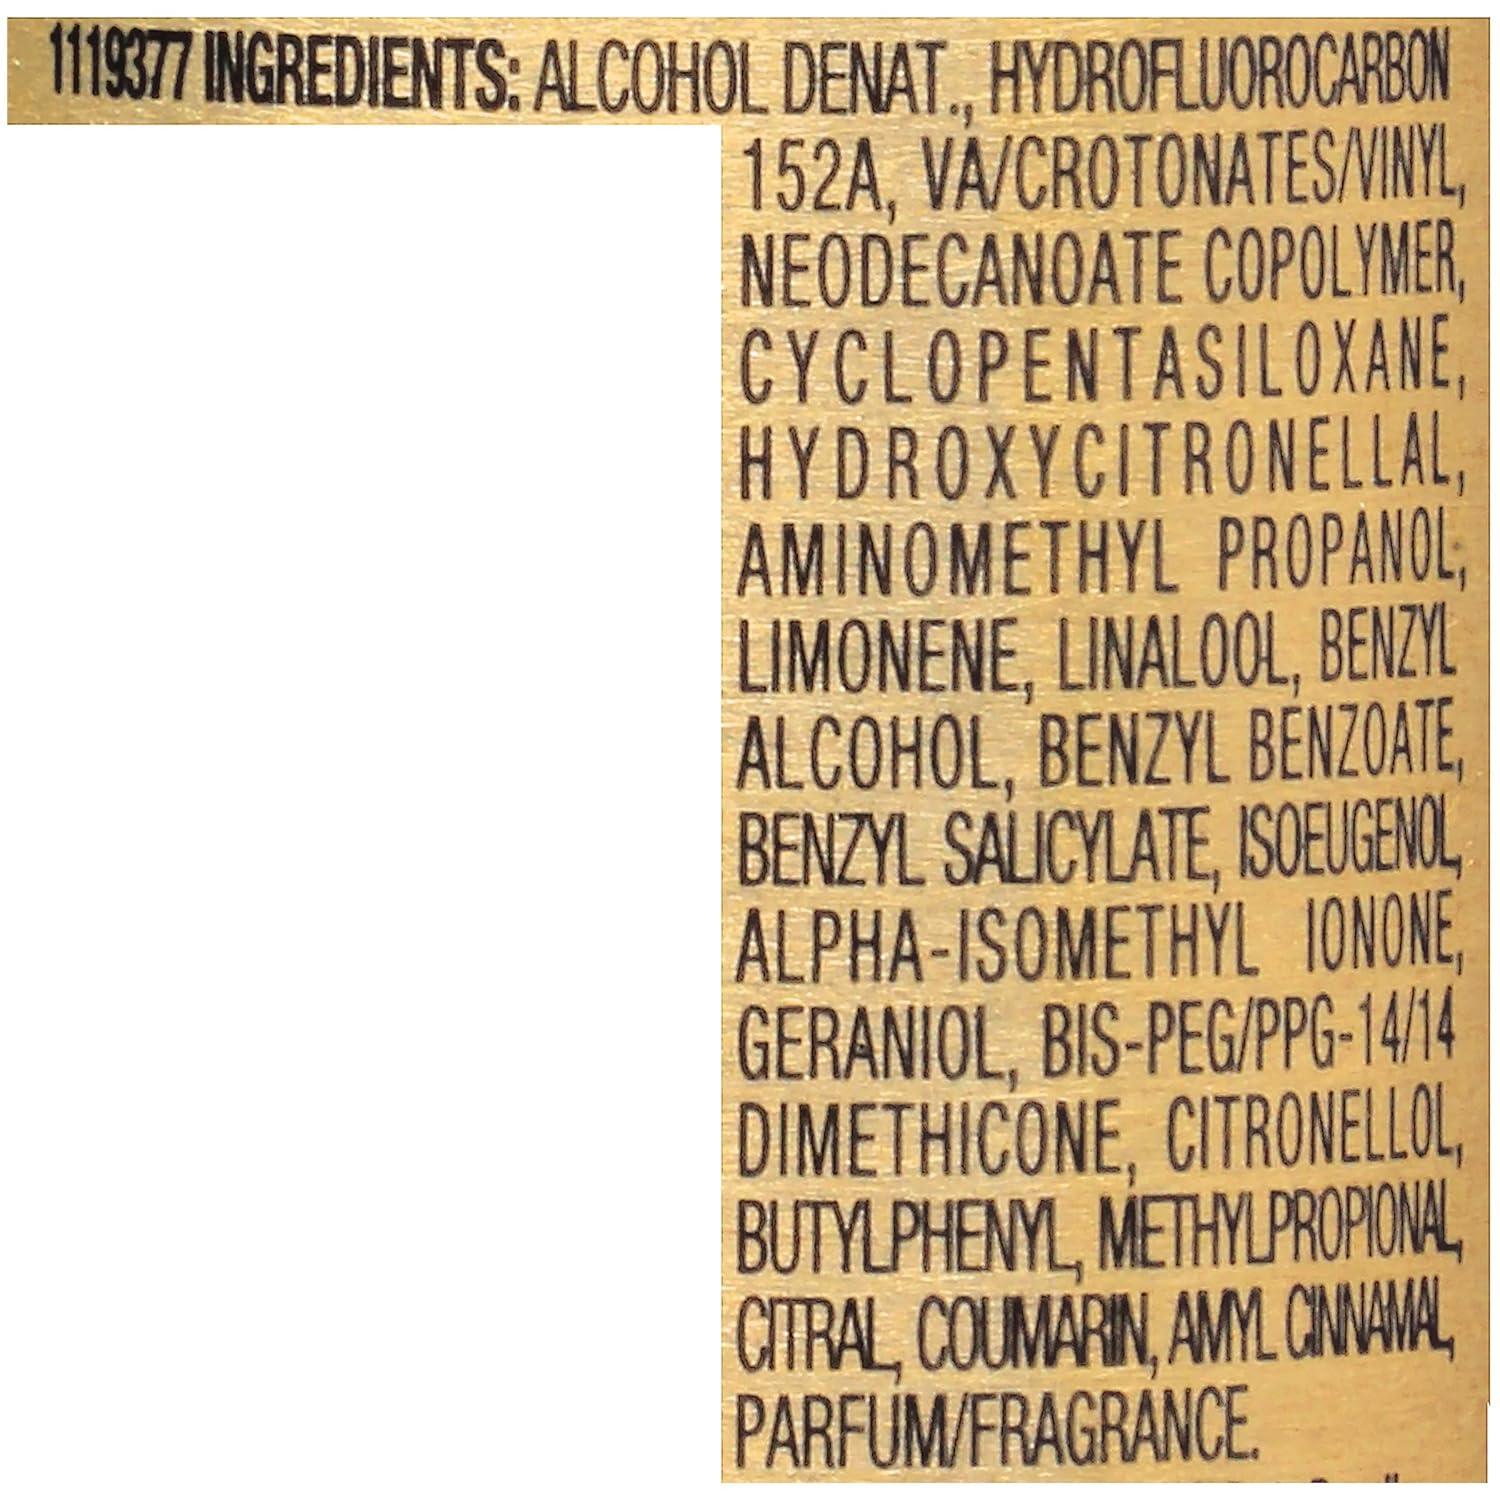 1119377 INGREDIENTS: ALCOHOL DENAT., HYDROFLUOROCARBON
152A, VA/CROTONATES/VINYL,
NEODECANOATE COPOLYMER,
CYCLOPENTASILOXANE,
HYDROXYCITRONELLAL,
AMINOMETHYL PROPANOL,
LIMONENE, LINALOOL, BENZYL
ALCOHOL, BENZYL BENZOATE,
BENZYL SALICYLATE, ISOEUGENOL,
ALPHA-ISOMETHYL IONONE,
GERANIOL, BIS-PEG/PPG-14/14
DIMETHICONE, CITRONELLOL,
BUTYLPHENYL, METHYLPROPIONAL,
CITRAL, COUMARIN, AMYL CINNAMAL,
PARFUM/FRAGRANCE.